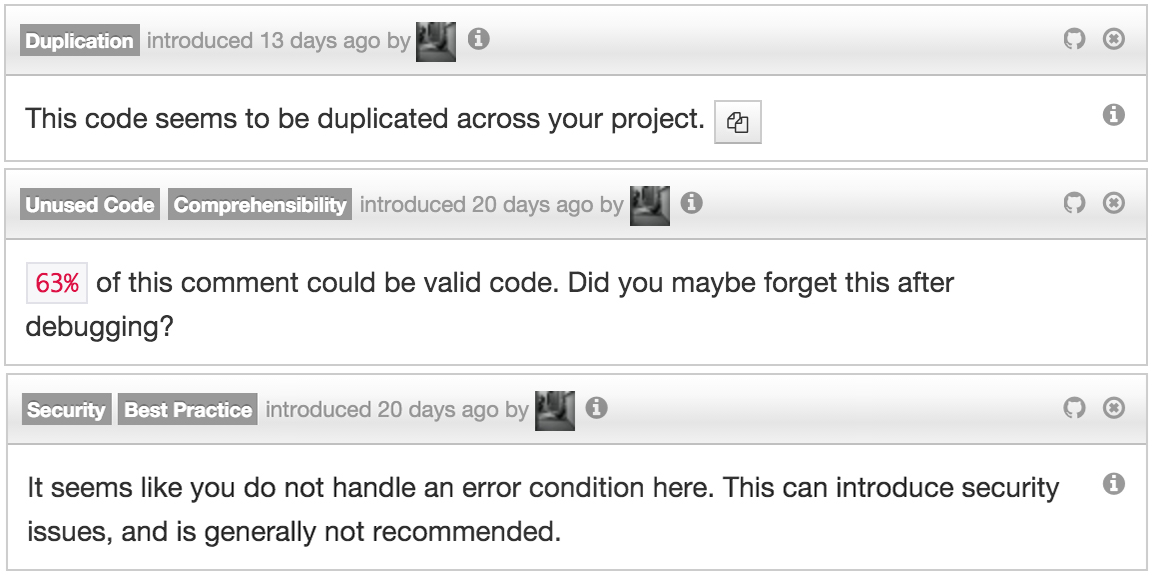 Duplication introduced 13 days ago by
This code seems to be duplicated across your project.
Unused Code Comprehensibility introduced 20 days ago by
63% of this comment could be valid code. Did you maybe forget this after
debugging?
Security Best Practice introduced 20 days ago by
It seems like you do not handle an error condition here. This can introduce security
issues, and is generally not recommended.